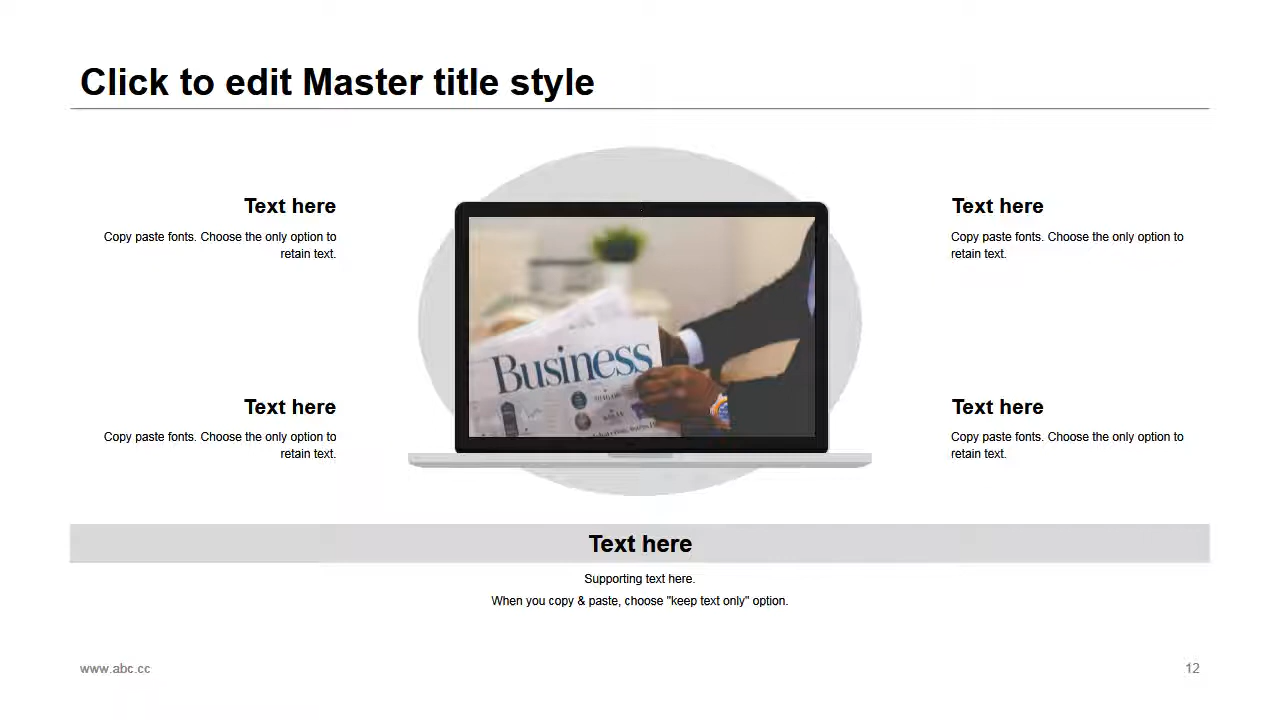 Click to edit Master title style
Text here
Copy paste fonts. Choose the only option to
retain text.
Text here
Copy paste fonts. Choose the only option to
retain text.
Business
Text here
Copy paste fonts. Choose the only option to
retain text.
Text here
Copy paste fonts. Choose the only option to
retain text.
Text here
Supporting text here.
When you copy & paste, choose "keep text only" option.
www.abc.cc
12